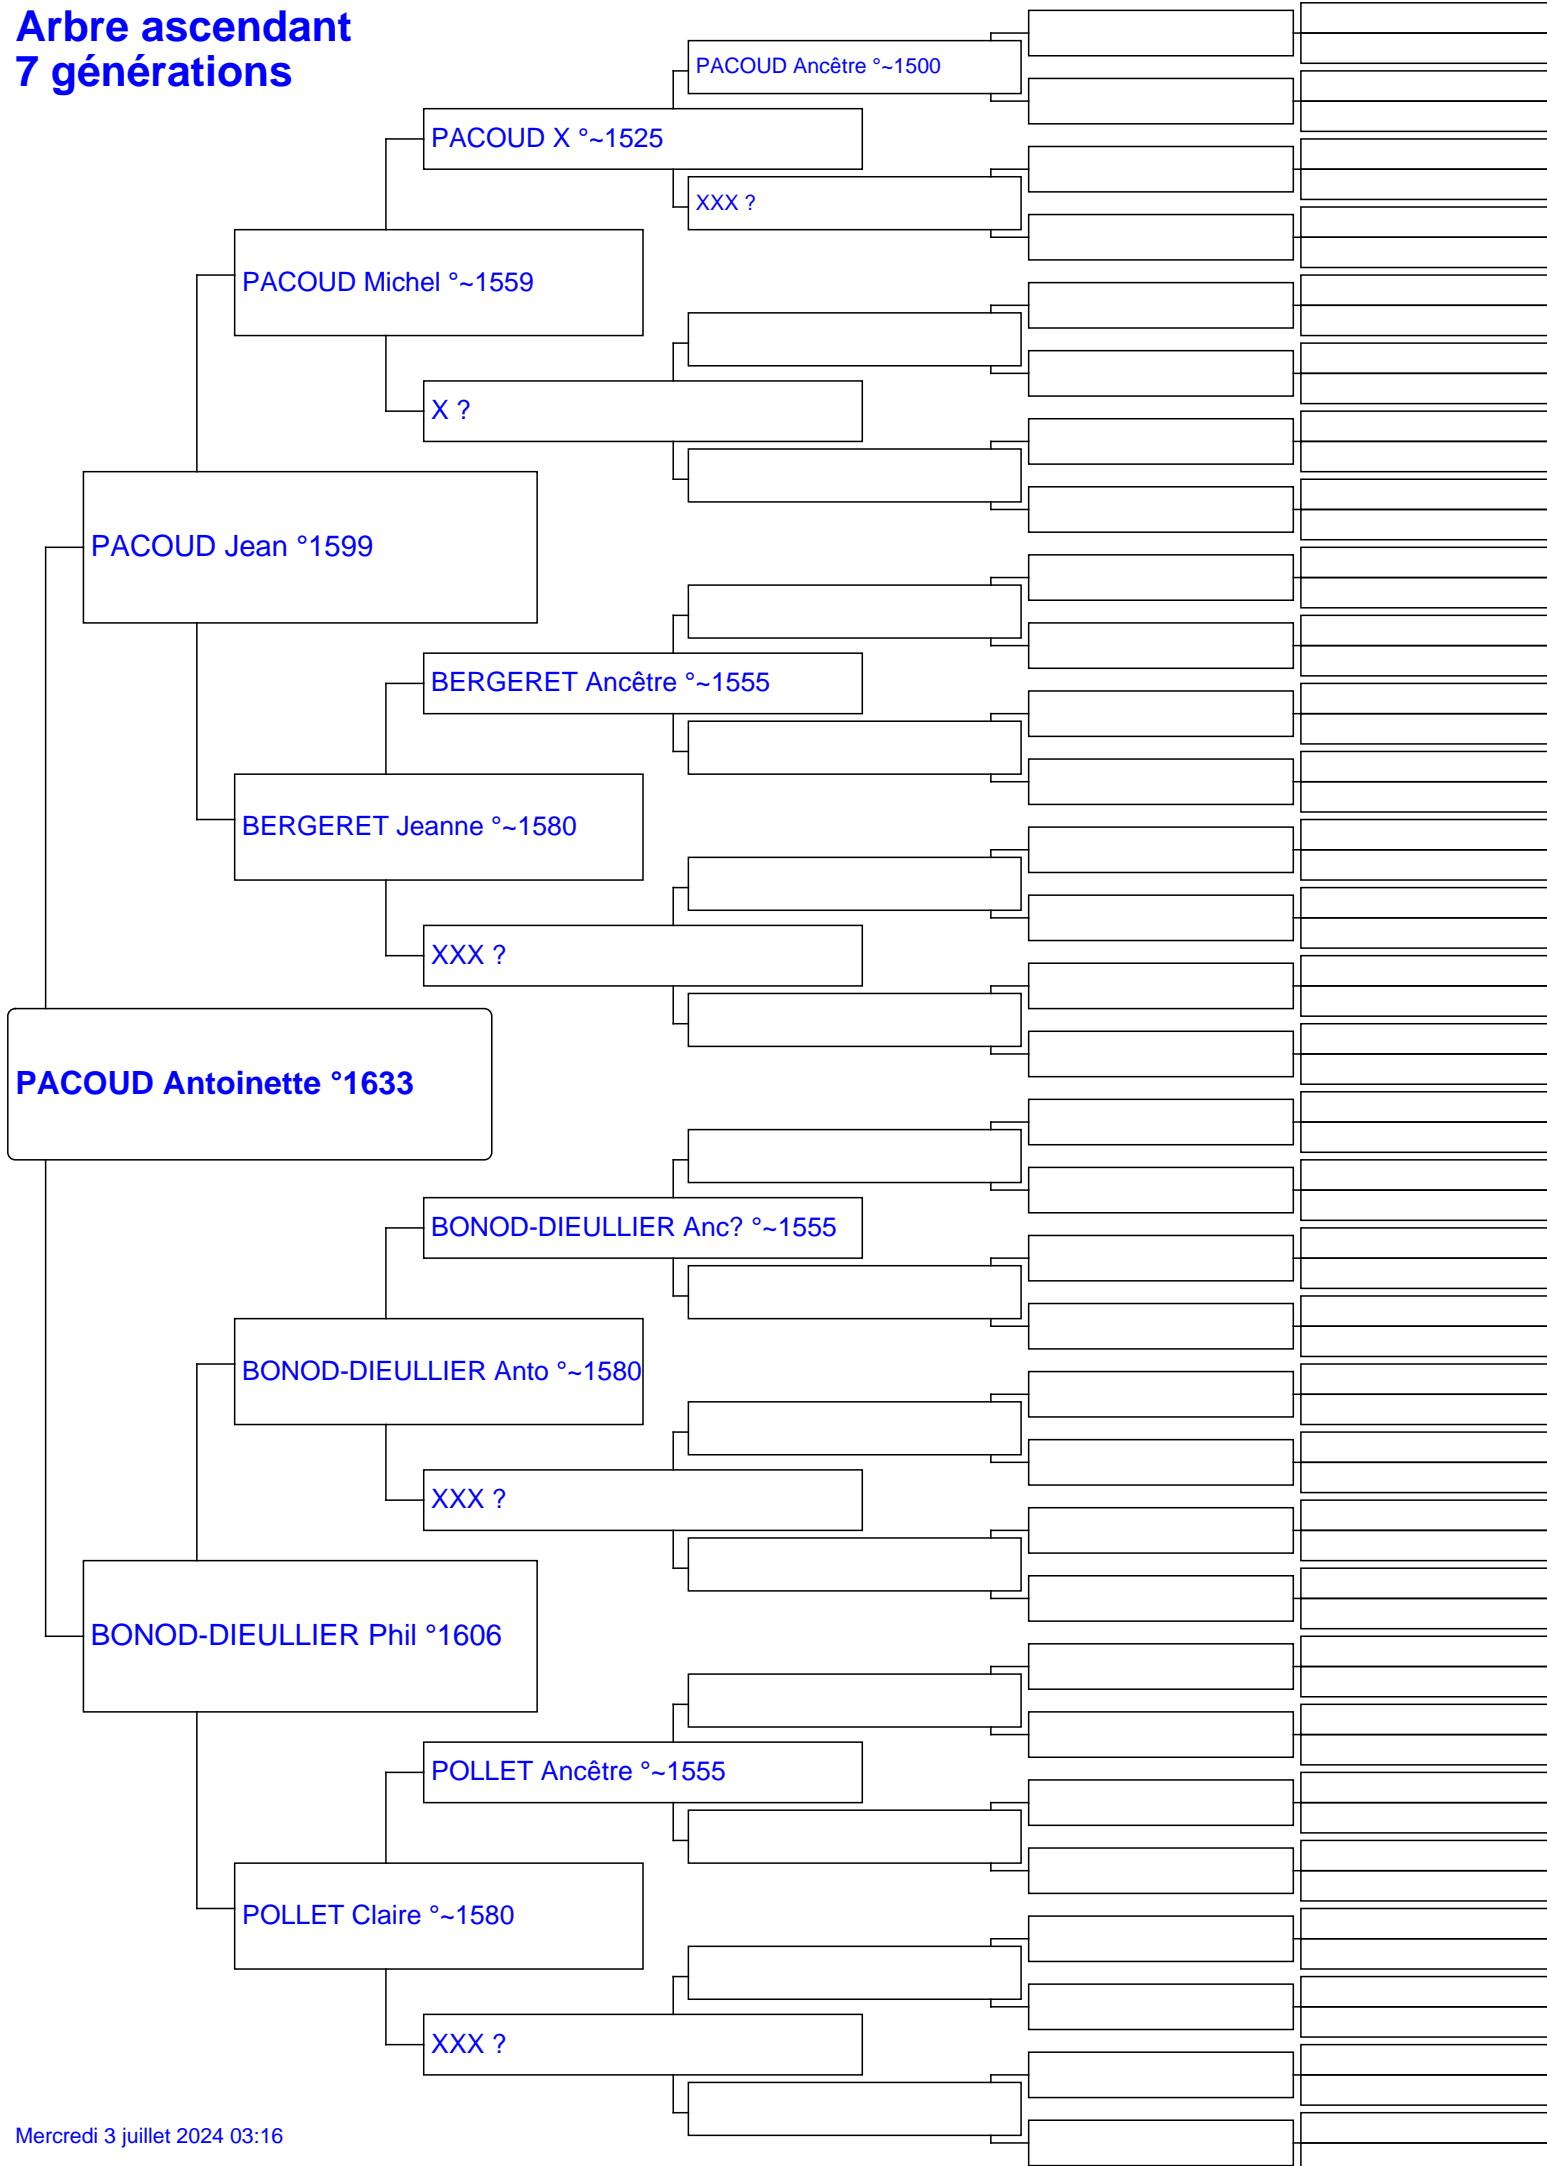 Arbre ascendant
7 générations
PACOUD Ancêtre °~1500
PACOUD X °~1525
XXX ?
PACOUD Michel °~1559
X ?
PACOUD Jean °1599
BERGERET Ancêtre °~1555
BERGERET Jeanne °~1580
XXX ?
PACOUD Antoinette °1633
BONOD-DIEULLIER Anc? °~1555
BONOD-DIEULLIER Anto °~1580
XXX ?
BONOD-DIEULLIER Phil °1606
POLLET Ancêtre °~1555
POLLET Claire °~1580
XXX ?
Mercredi 3 juillet 2024 03:16